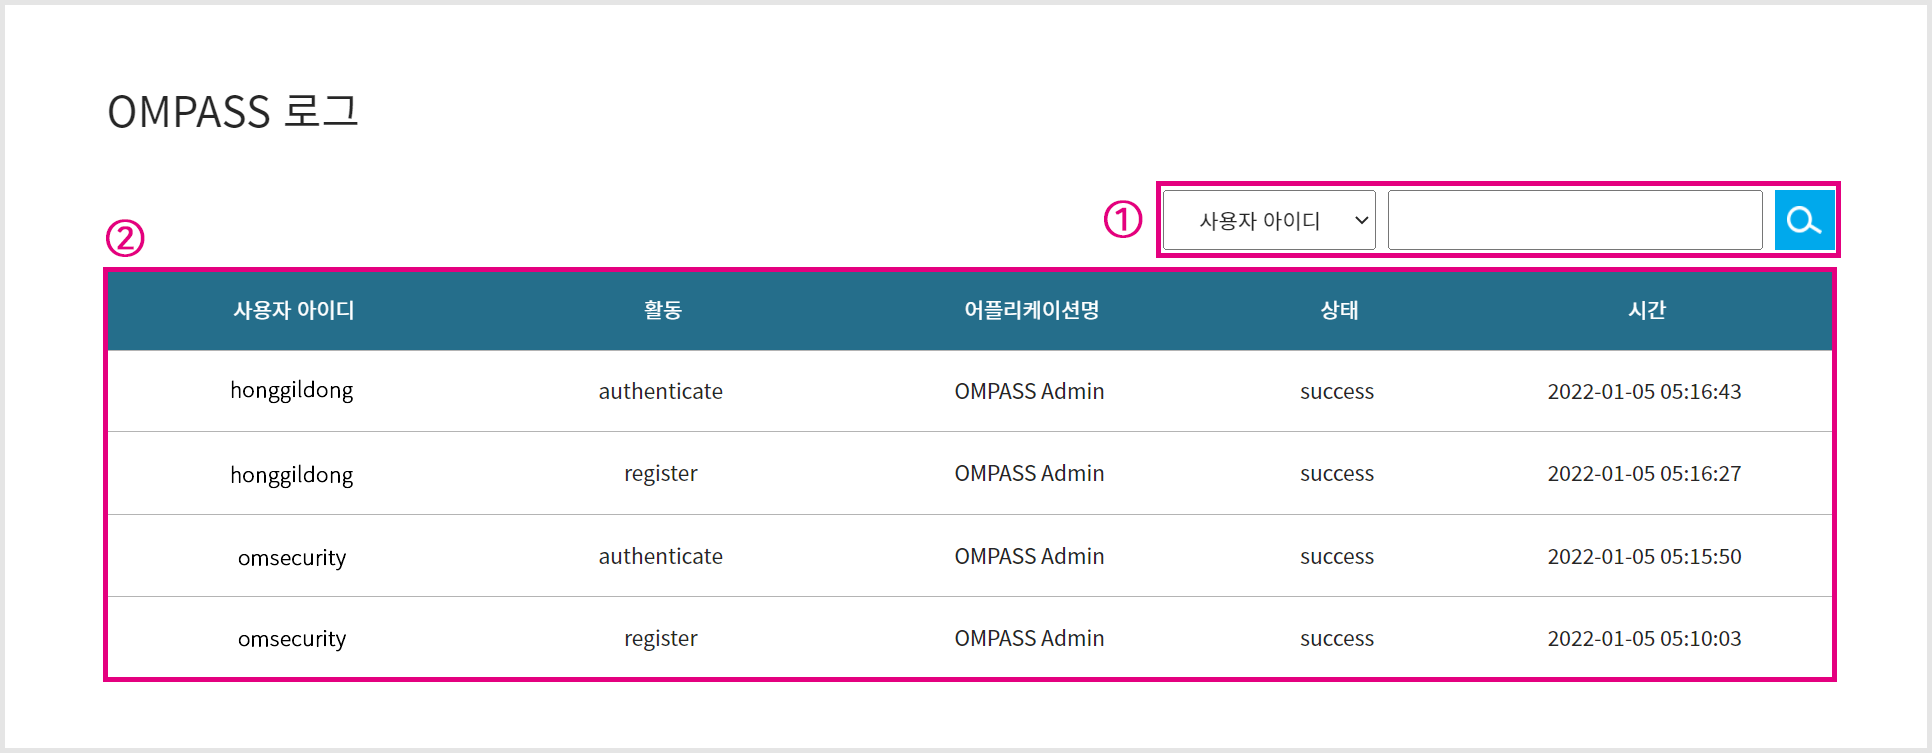 OMPASS 로그
① 사용자 아이디
②
사용자 아이디 활동 어플리케이션명 상태 시간
honggildong authenticate OMPASS Admin success 2022-01-05 05:16:43
honggildong register OMPASS Admin success 2022-01-05 05:16:27
omsecurity authenticate OMPASS Admin success 2022-01-05 05:15:50
omsecurity register OMPASS Admin success 2022-01-05 05:10:03